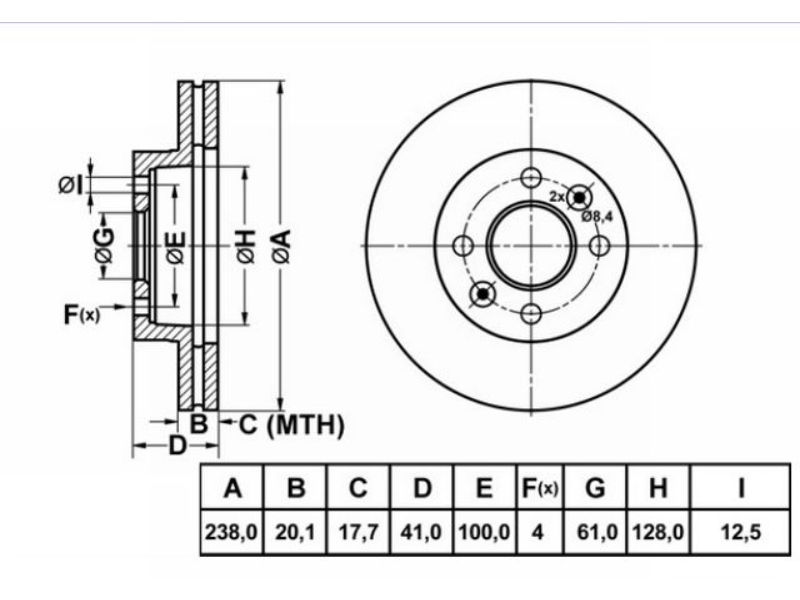 ØI
ØG
ØE
ØH
ØA
F(x)
B
C (MTH)
D
2x
Ø8,4
A B C D E F(x) G H I
238,0 20,1 17,7 41,0 100,0 4 61,0 128,0 12,5